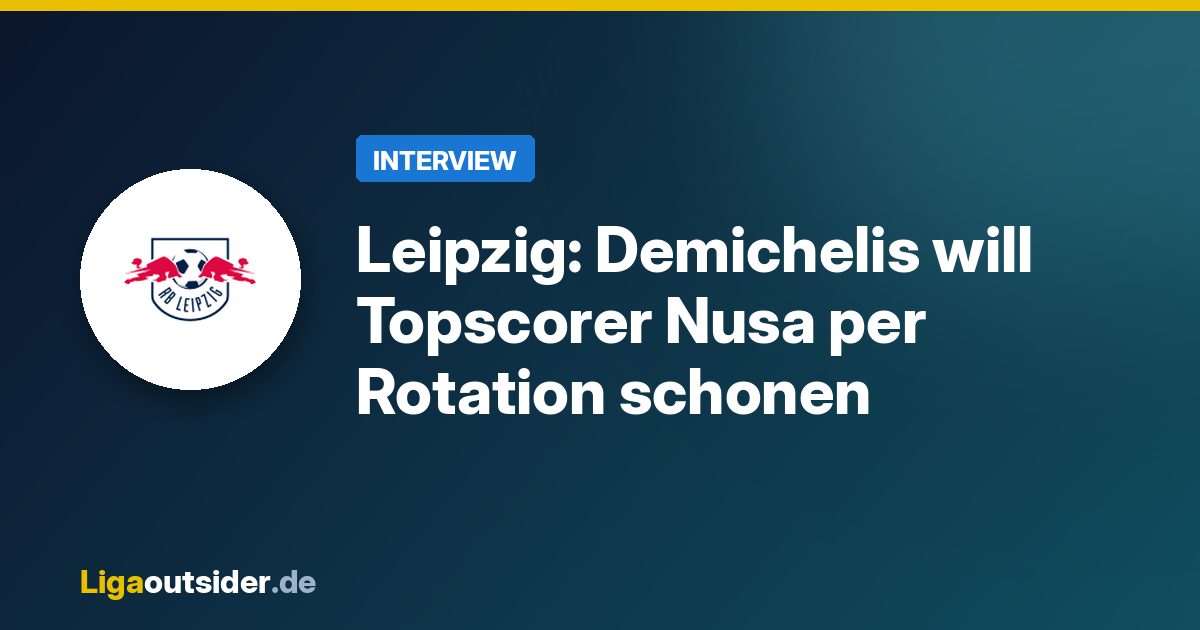 INTERVIEW
Leipzig: Demichelis will
Topscorer Nusa per
Rotation schonen
RB LEIPZIG
Ligaoutsider.de